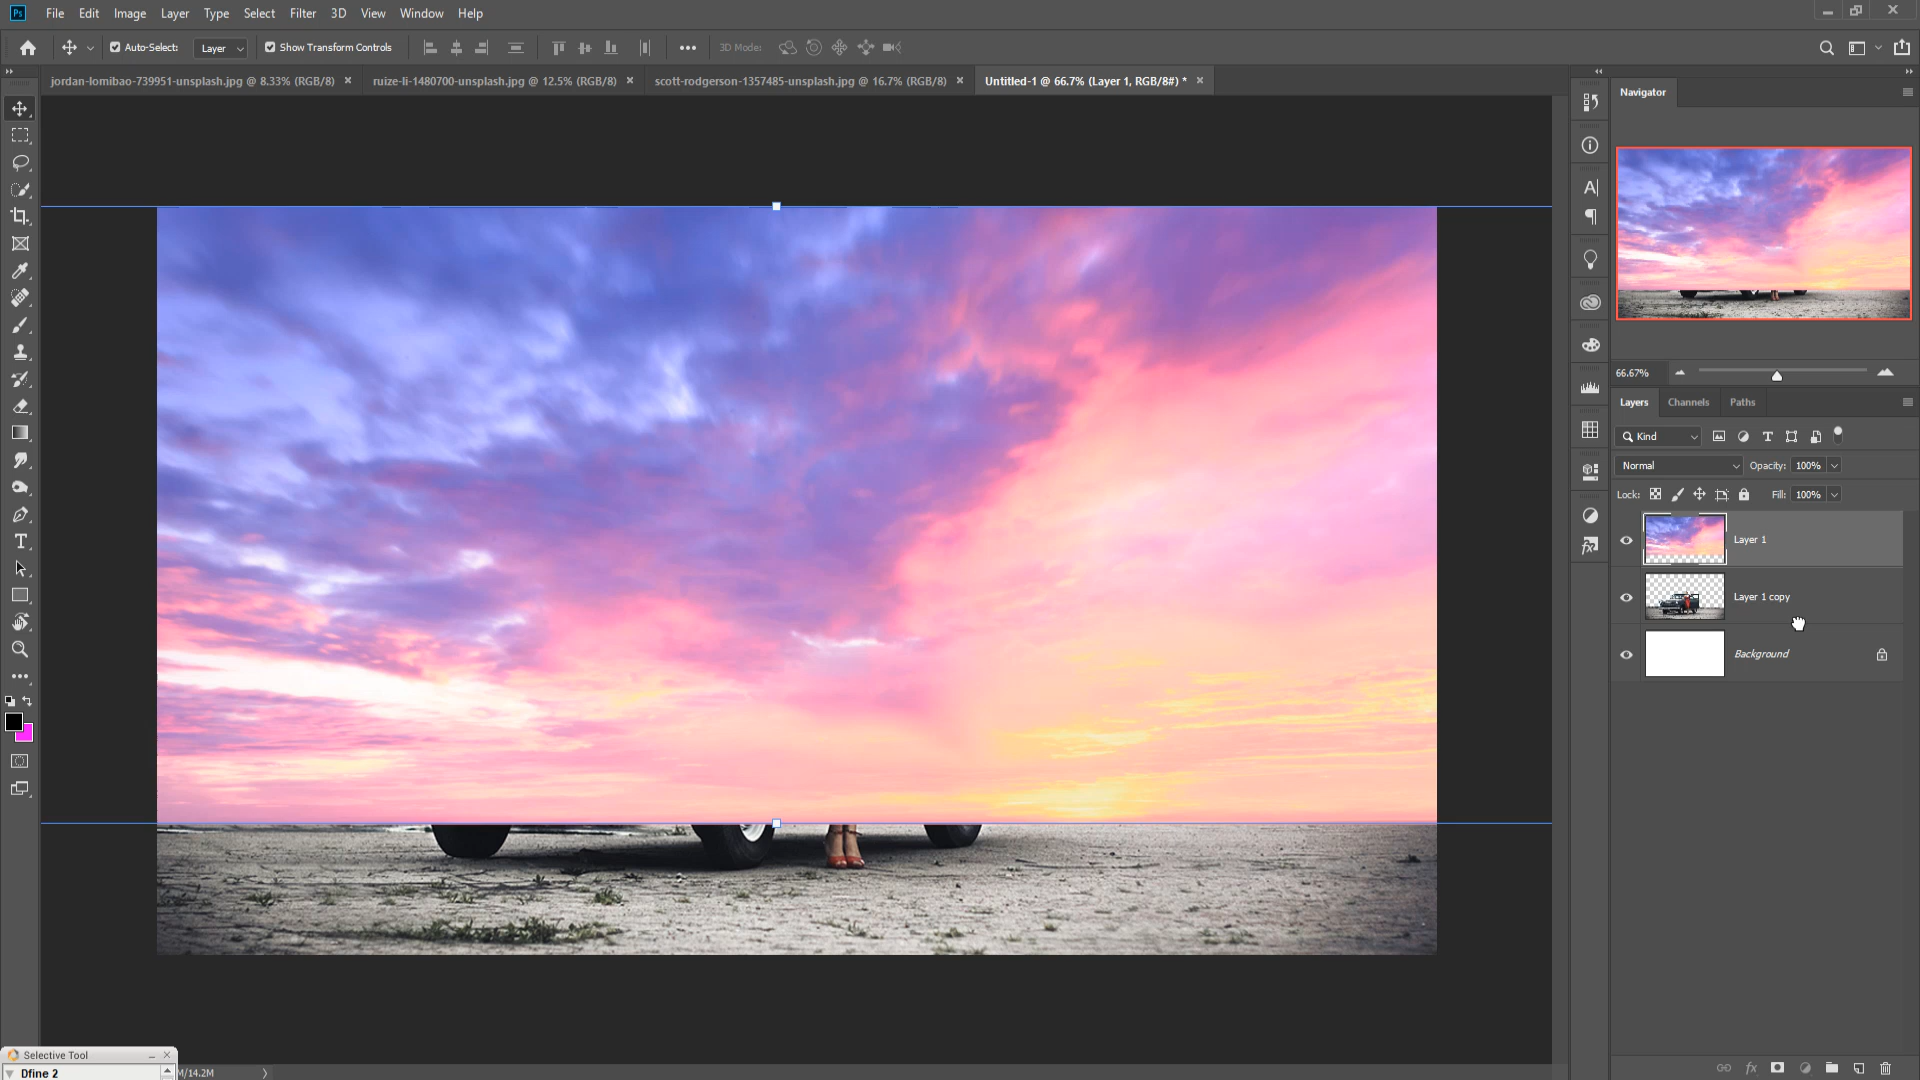 Ps File Edit Image Layer Type Select Filter 3D View Window Help
Auto-Select: Layer Show Transform Controls 3D Mode:
jordan-lomibao-739951-unsplash.jpg @ 8.33% (RGB/8) ruize-li-1480700-unsplash.jpg @ 12.5% (RGB/8) scott-rodgerson-1357485-unsplash.jpg @ 16.7% (RGB/8) Untitled-1 @ 66.7% (Layer 1, RGB/8#) *
Navigator
66.67%
Layers Channels Paths
Kind
Normal Opacity: 100%
Lock: Fill: 100%
Layer 1
Layer 1 copy
Background
Selective Tool
Dfine 2
M/14.2M